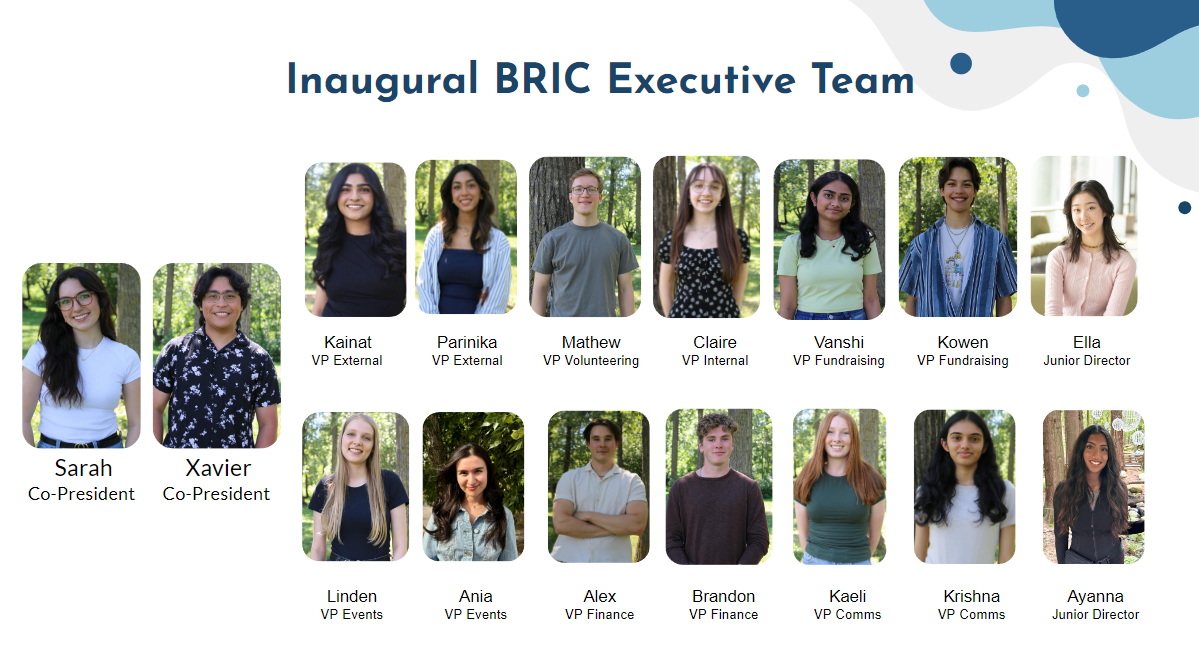 Inaugural BRIC Executive Team
Sarah
Co-President
Xavier
Co-President
Kainat
VP External
Parinika
VP External
Mathew
VP Volunteering
Claire
VP Internal
Vanshi
VP Fundraising
Kowen
VP Fundraising
Ella
Junior Director
Linden
VP Events
Ania
VP Events
Alex
VP Finance
Brandon
VP Finance
Kaeli
VP Comms
Krishna
VP Comms
Ayanna
Junior Director